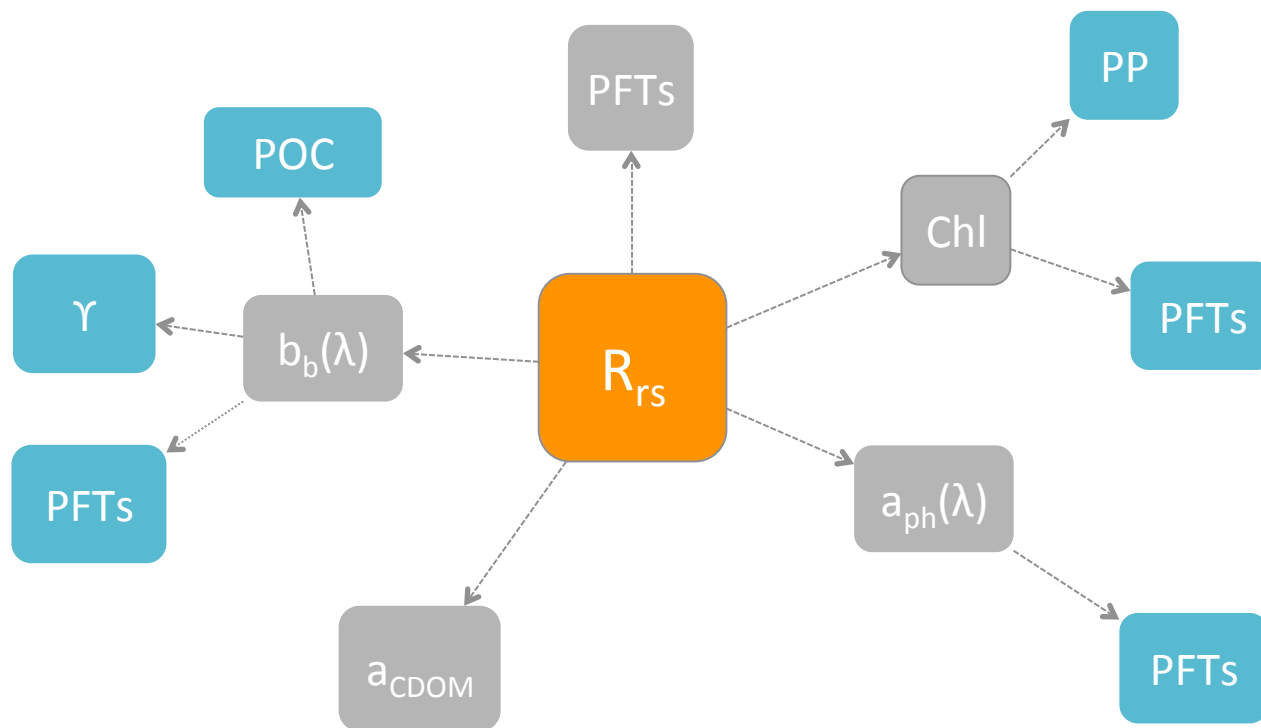 PFTs
PP
POC
Chl
ϒ
PFTs
b_b(λ)
R_rs
PFTs
a_ph(λ)
a_CDOM
PFTs